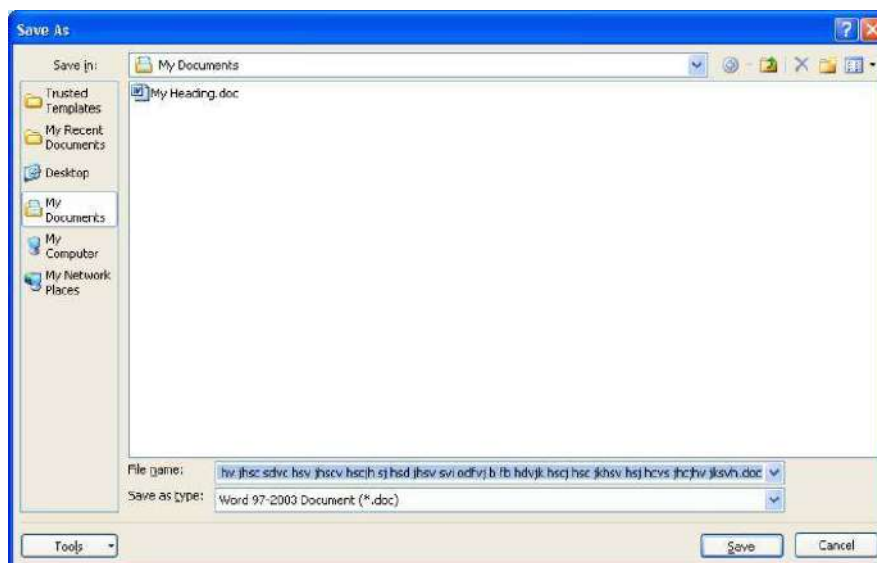 Save As
Save in:
My Documents
Trusted
Templates
My Recent
Documents
Desktop
My
Documents
My
Computer
My Network
Places
My Heading.doc
File name:
hv jhsc sdvc hsv jhscv hscjh sj hsd jhsv svi odfvj b fb hdvjk hscj hsc jkhsv hsj hcvs jhcjhv jksvh.doc
Save as type:
Word 97-2003 Document (*.doc)
Tools
Save
Cancel